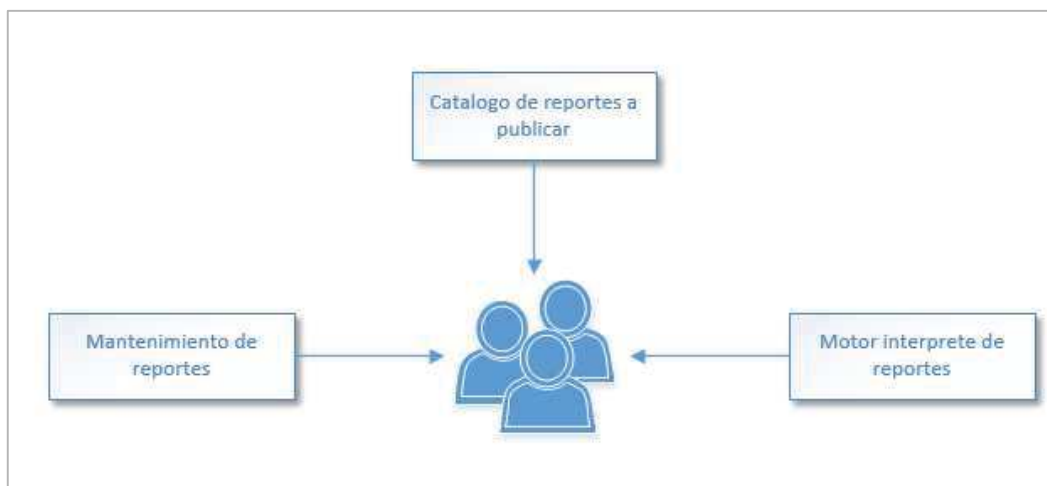 Catalogo de reportes a
publicar
Mantenimiento de
reportes
Motor interprete de
reportes